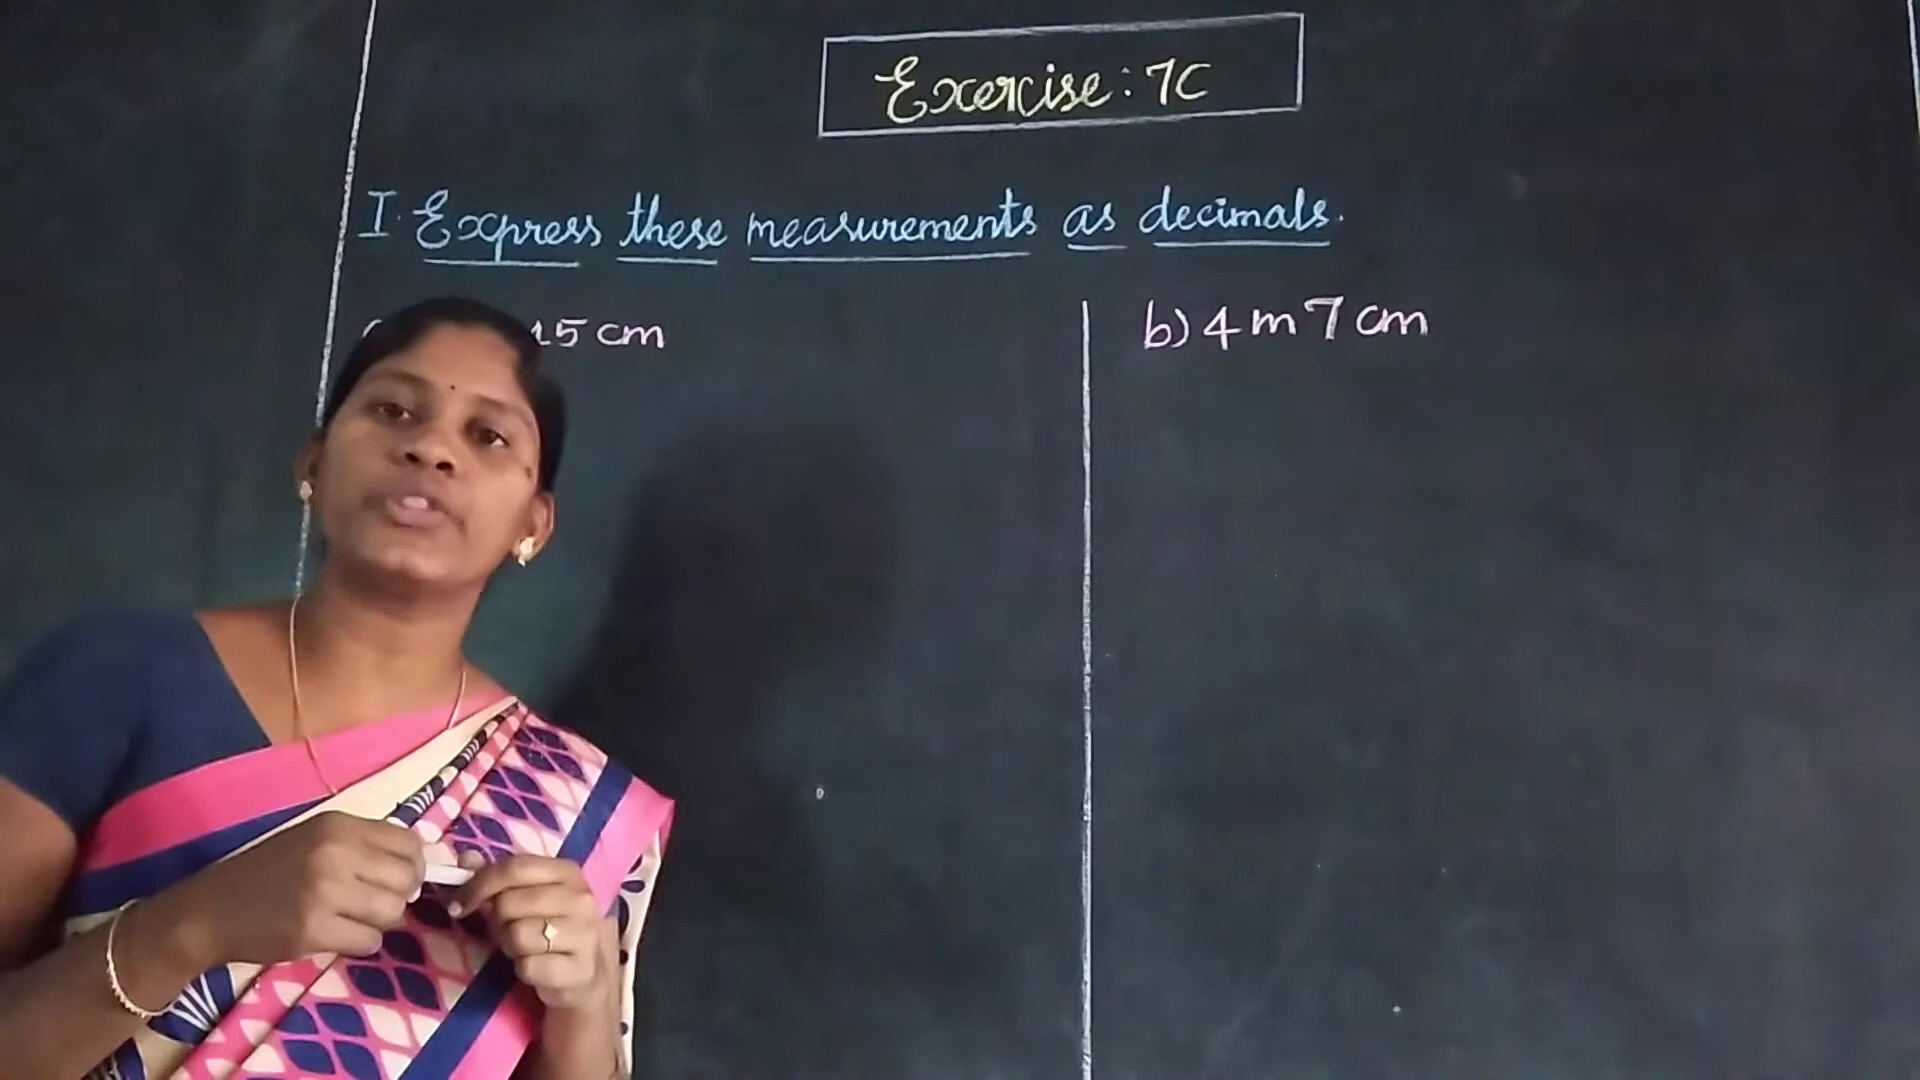 Exercise: 7C
I. Express these measurements as decimals.
15 cm
b) 4 m 7 cm